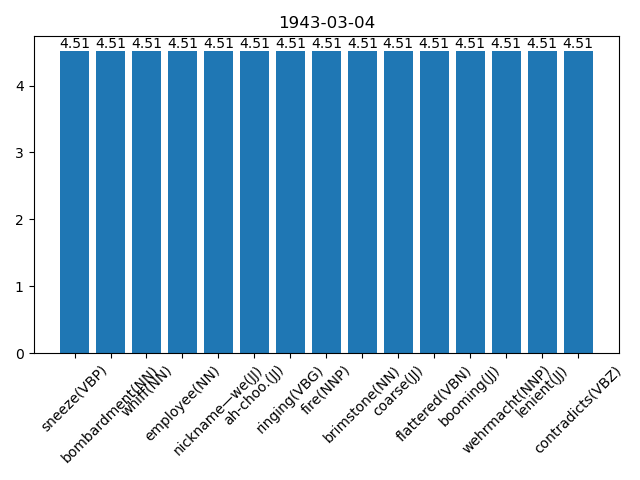 1943-03-04
4.51 4.51 4.51 4.51 4.51 4.51 4.51 4.51 4.51 4.51 4.51 4.51 4.51 4.51 4.51
4
3
2
1
0
sneeze(VBP)
bombardment(NN)
whiff(NN)
employee(NN)
nickname—we(JJ)
ah-choo.(JJ)
ringing(VBG)
fire(NNP)
brimstone(NN)
coarse(JJ)
flattered(VBN)
booming(JJ)
wehrmacht(NNP)
lenient(JJ)
contradicts(VBZ)